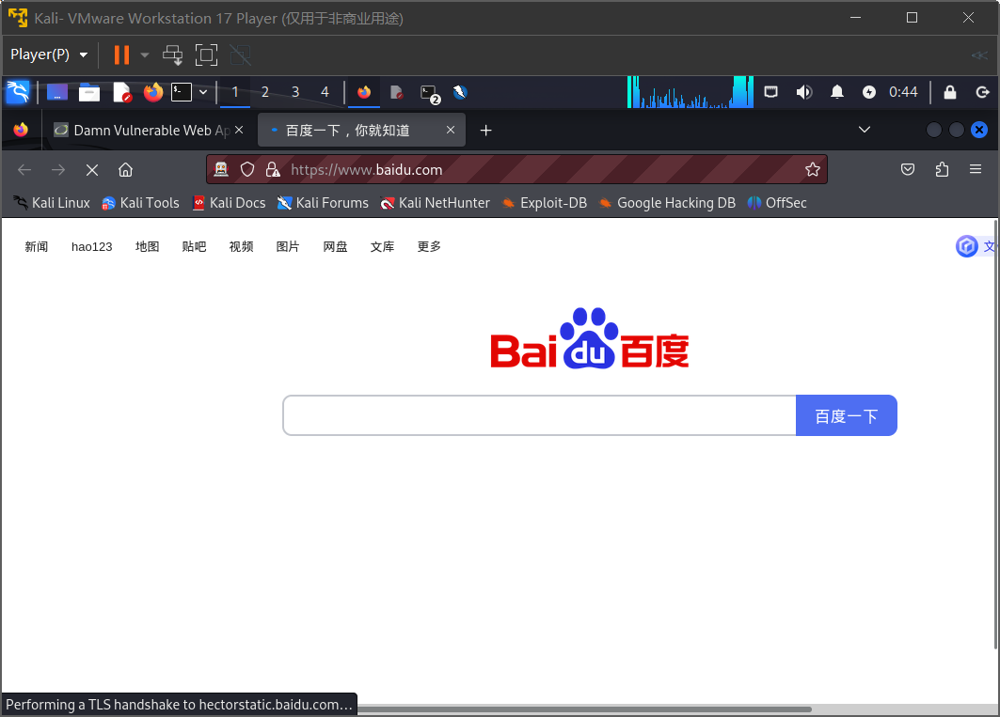 Kali- VMware Workstation 17 Player (仅用于非商业用途)
Player(P)
1 2 3 4 2 0:44
Damn Vulnerable Web Ap 百度一下，你就知道
https://www.baidu.com
Kali Linux Kali Tools Kali Docs Kali Forums Kali NetHunter Exploit-DB Google Hacking DB OffSec
新闻 hao123 地图 贴吧 视频 图片 网盘 文库 更多 文
Bai du 百度
百度一下
Performing a TLS handshake to hectorstatic.baidu.com…